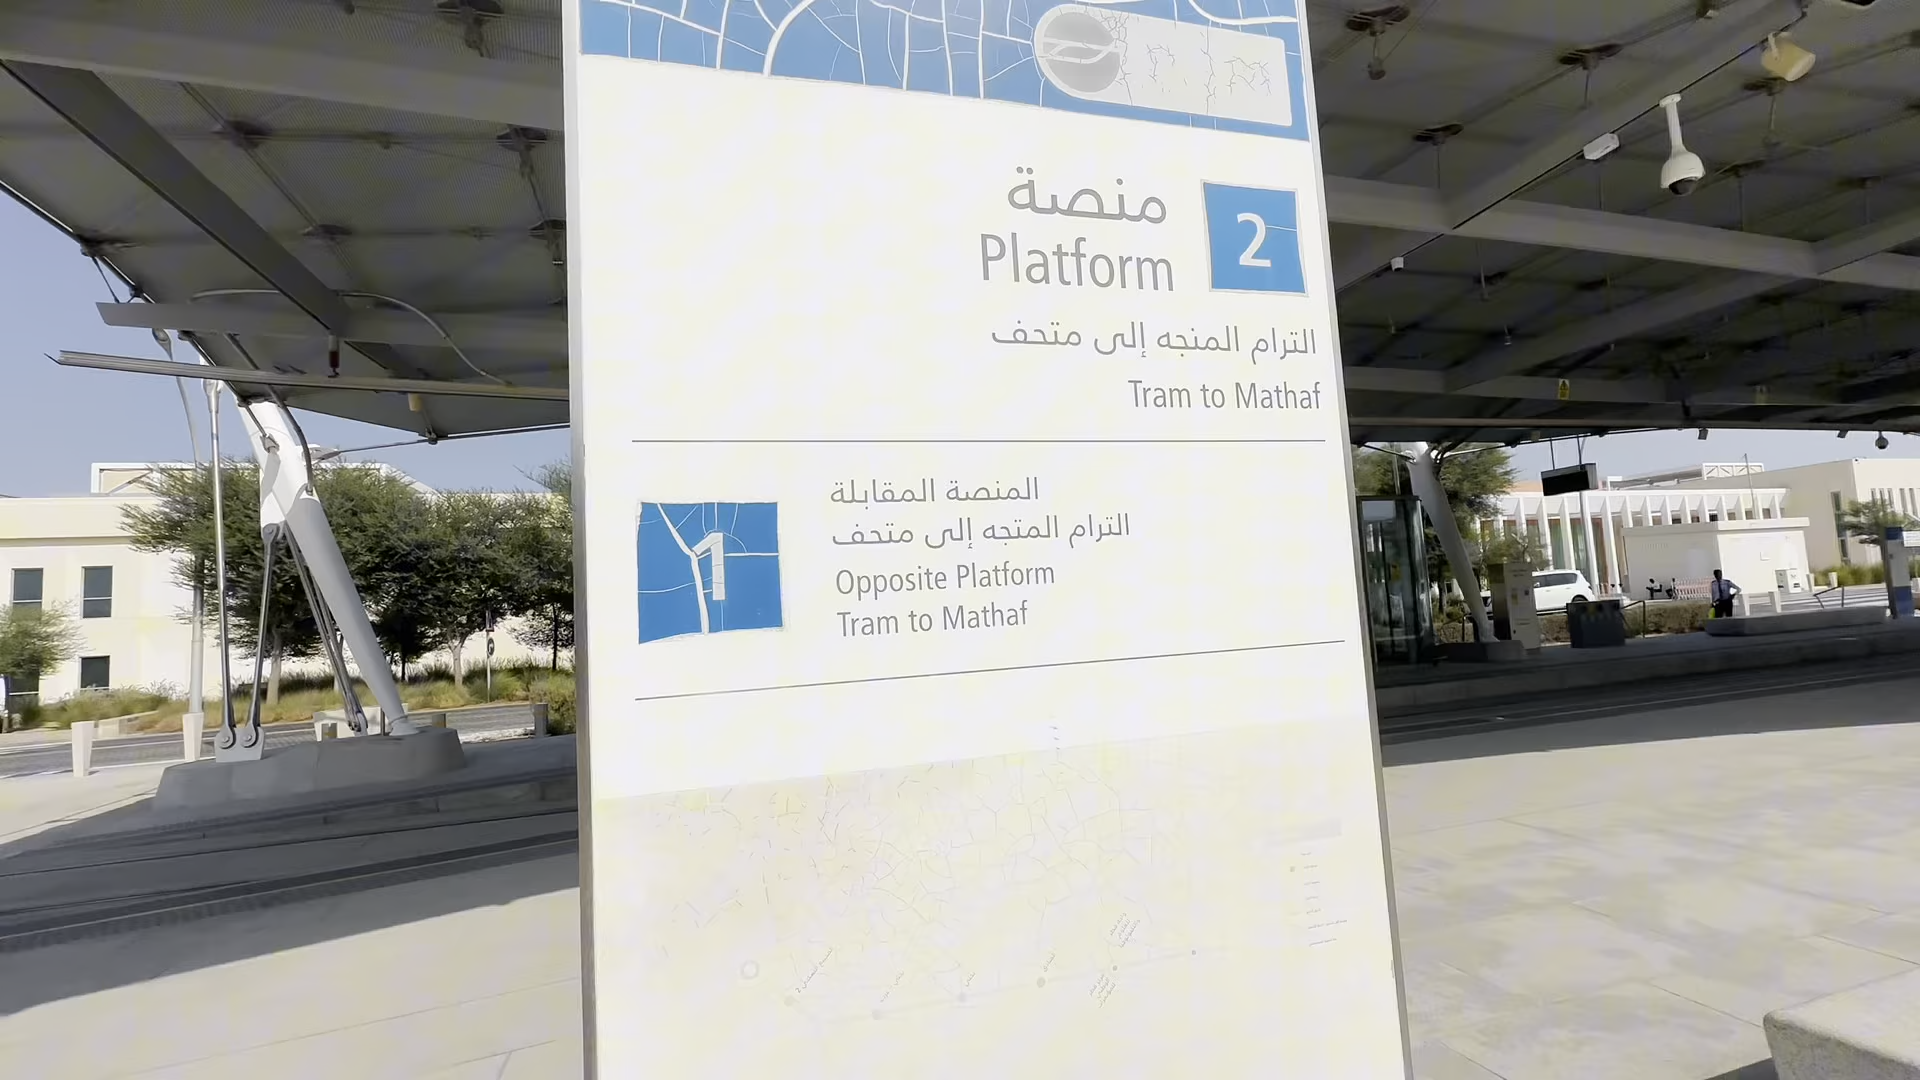 منصة
Platform
2
الترام المتجه إلى متحف
Tram to Mathaf
1
المنصة المقابلة
الترام المتجه إلى متحف
Opposite Platform
Tram to Mathaf